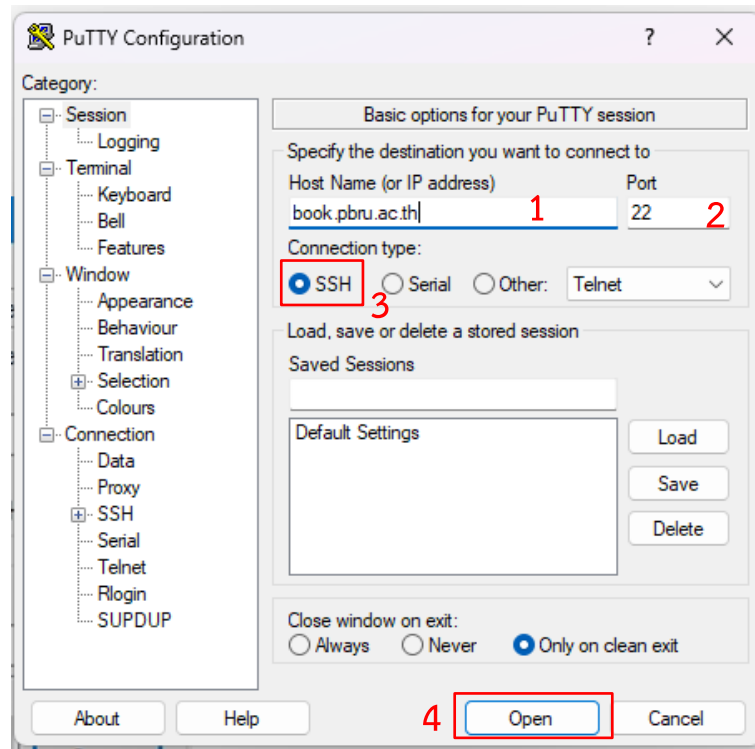 PuTTY Configuration ? ✕
Category:
Session
Logging
Terminal
Keyboard
Bell
Features
Window
Appearance
Behaviour
Translation
Selection
Colours
Connection
Data
Proxy
SSH
Serial
Telnet
Rlogin
SUPDUP
Basic options for your PuTTY session
Specify the destination you want to connect to
Host Name (or IP address) Port
book.pbru.ac.th 1 22 2
Connection type:
SSH Serial Other: Telnet
3
Load, save or delete a stored session
Saved Sessions
Default Settings
Load
Save
Delete
Close window on exit:
Always Never Only on clean exit
About Help 4 Open Cancel